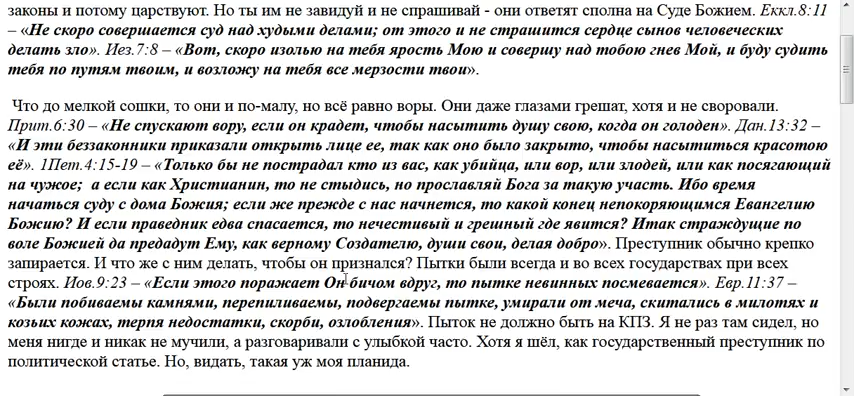 законы и потому царствуют. Но ты им не завидуй и не спрашивай - они ответят сполна на Суде Божием. Еккл.8:11
– «Не скоро совершается суд над худыми делами; от этого и не страшится сердце сынов человеческих
делать зло». Иез.7:8 – «Вот, скоро изолью на тебя ярость Мою и совершу над тобою гнев Мой, и буду судить
тебя по путям твоим, и возложу на тебя все мерзости твои».
Что до мелкой сошки, то они и по-малу, но всё равно воры. Они даже глазами грешат, хотя и не своровали.
Прит.6:30 – «Не спускают вору, если он крадет, чтобы насытить душу свою, когда он голоден». Дан.13:32 –
«И эти беззаконники приказали открыть лице ее, так как оно было закрыто, чтобы насытиться красотою
её». 1Пет.4:15-19 – «Только бы не пострадал кто из вас, как убийца, или вор, или злодей, или как посягающий
на чужое; а если как Христианин, то не стыдись, но прославляй Бога за такую участь. Ибо время
начаться суду с дома Божия; если же прежде с нас начнется, то какой конец непокоряющимся Евангелию
Божию? И если праведник едва спасается, то нечестивый и грешный где явится? Итак страждущие по
воле Божией да предадут Ему, как верному Создателю, души свои, делая добро». Преступник обычно крепко
запирается. И что же с ним делать, чтобы он признался? Пытки были всегда и во всех государствах при всех
строях. Иов.9:23 – «Если этого поражает Он бичом вдруг, то пытке невинных посмевается». Евр.11:37 –
«Были побиваемы камнями, перепиливаемы, подвергаемы пытке, умирали от меча, скитались в милотях и
козьих кожах, терпя недостатки, скорби, озлобления». Пыток не должно быть на КПЗ. Я не раз там сидел, но
меня нигде и никак не мучили, а разговаривали с улыбкой часто. Хотя я шёл, как государственный преступник по
политической статье. Но, видать, такая уж моя планида.